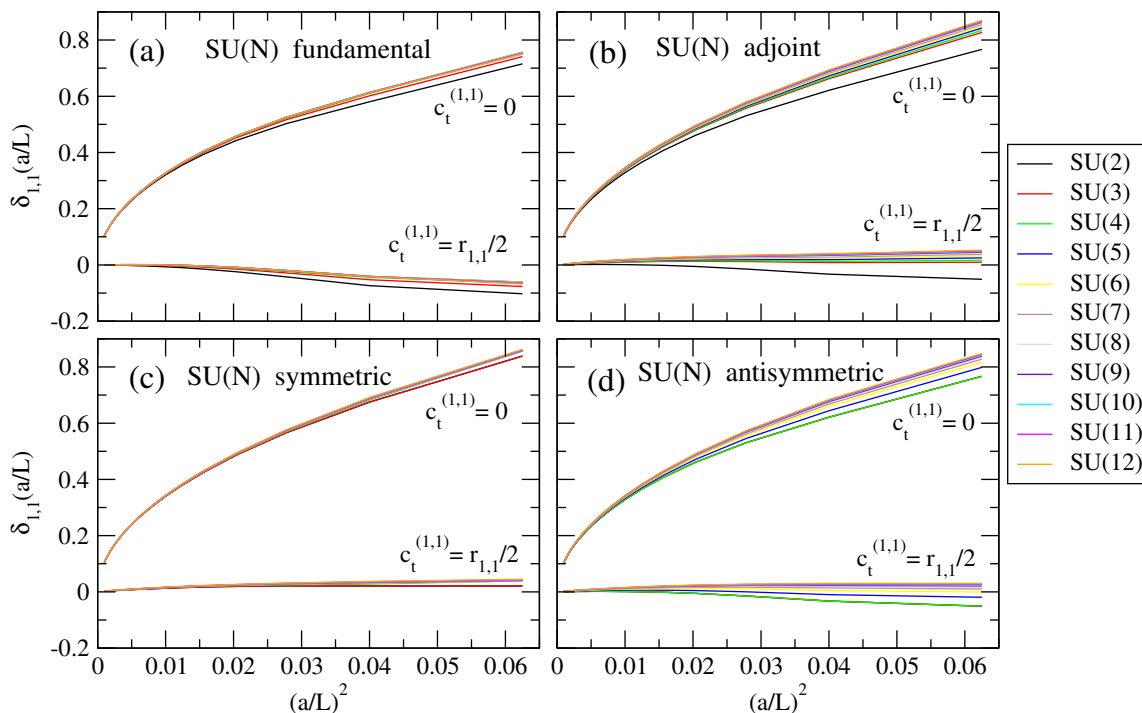 (a) SU(N) fundamental
c_t^(1,1) = 0
c_t^(1,1) = r_1,1/2
δ_1,1(a/L)
0.8
0.6
0.4
0.2
0
-0.2
(b) SU(N) adjoint
c_t^(1,1) = 0
c_t^(1,1) = r_1,1/2
(c) SU(N) symmetric
c_t^(1,1) = 0
c_t^(1,1) = r_1,1/2
δ_1,1(a/L)
0.8
0.6
0.4
0.2
0
-0.2
0 0.01 0.02 0.03 0.04 0.05 0.06
(a/L)^2
(d) SU(N) antisymmetric
c_t^(1,1) = 0
c_t^(1,1) = r_1,1/2
0 0.01 0.02 0.03 0.04 0.05 0.06
(a/L)^2
SU(2)
SU(3)
SU(4)
SU(5)
SU(6)
SU(7)
SU(8)
SU(9)
SU(10)
SU(11)
SU(12)